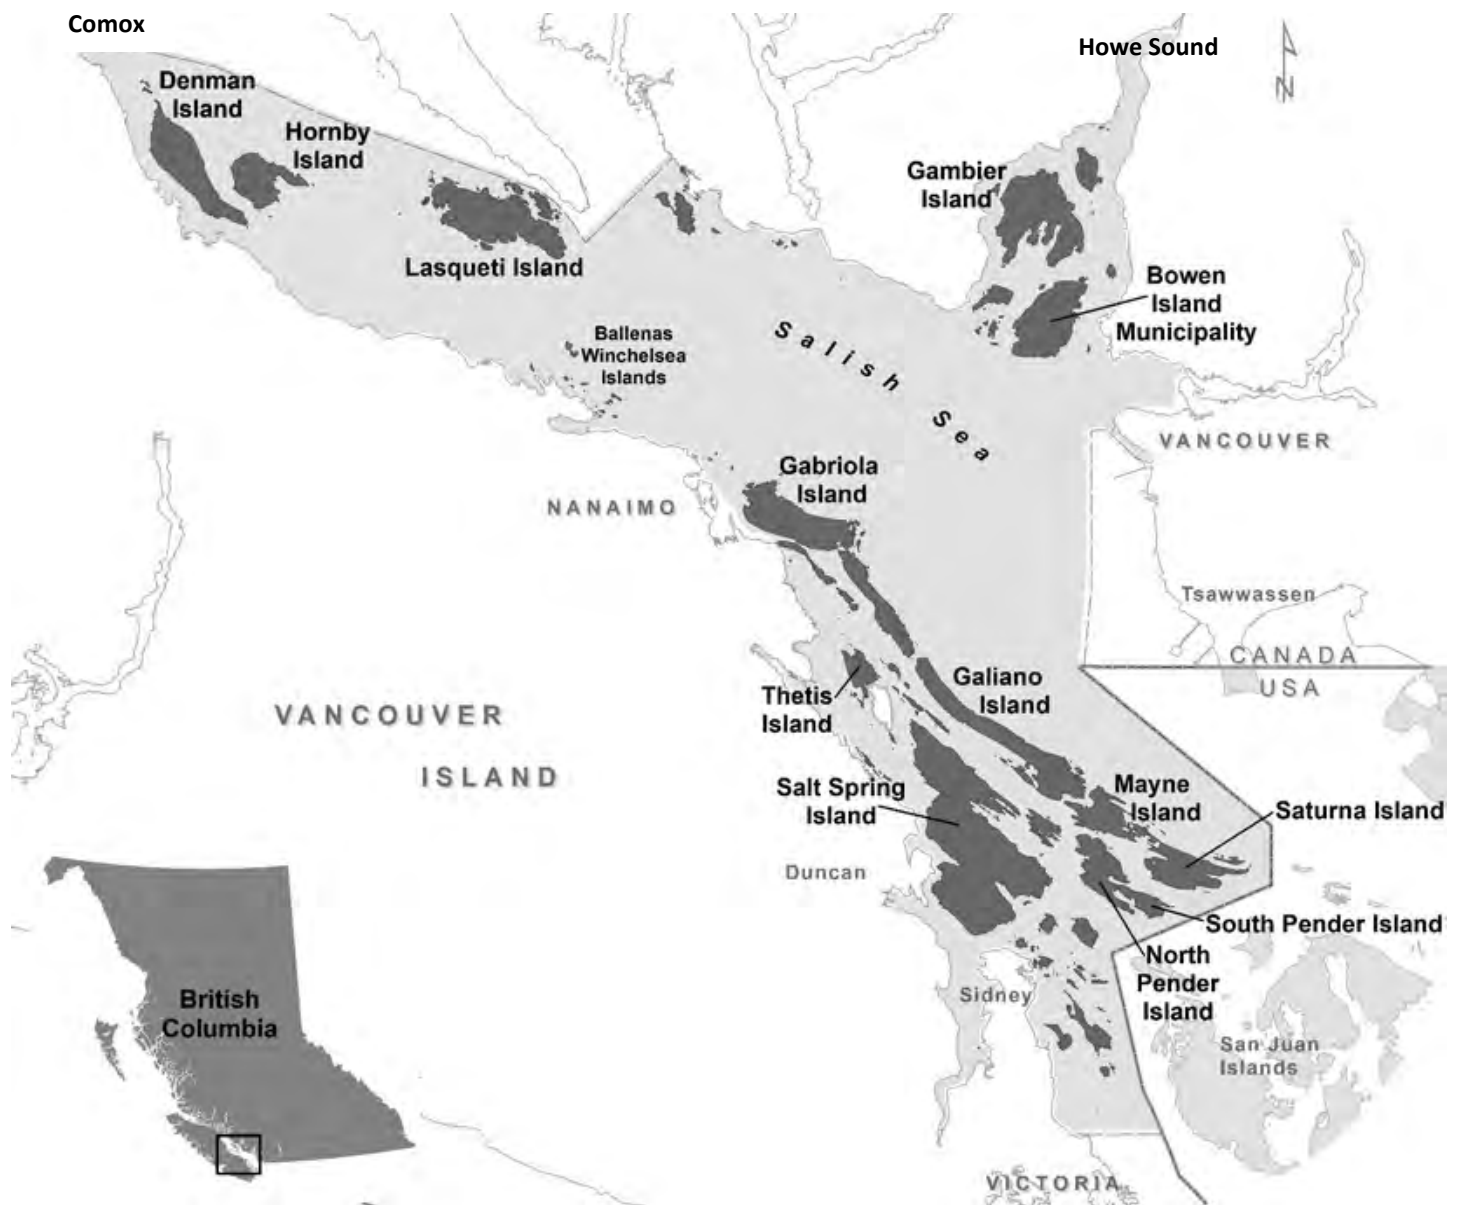 Comox
Howe Sound
N
Denman
Island
Hornby
Island
Gambier
Island
Lasqueti Island
Bowen
Island
Municipality
Ballenas
Winchelsea
Islands
Salish Sea
VANCOUVER
Gabriola
Island
NANAIMO
Tsawwassen
CANADA
USA
Galiano
Island
Thetis
Island
VANCOUVER
ISLAND
Salt Spring
Island
Mayne
Island
Saturna Island
Duncan
South Pender Island
North
Pender
Island
Sidney
British
Columbia
San Juan
Islands
VICTORIA